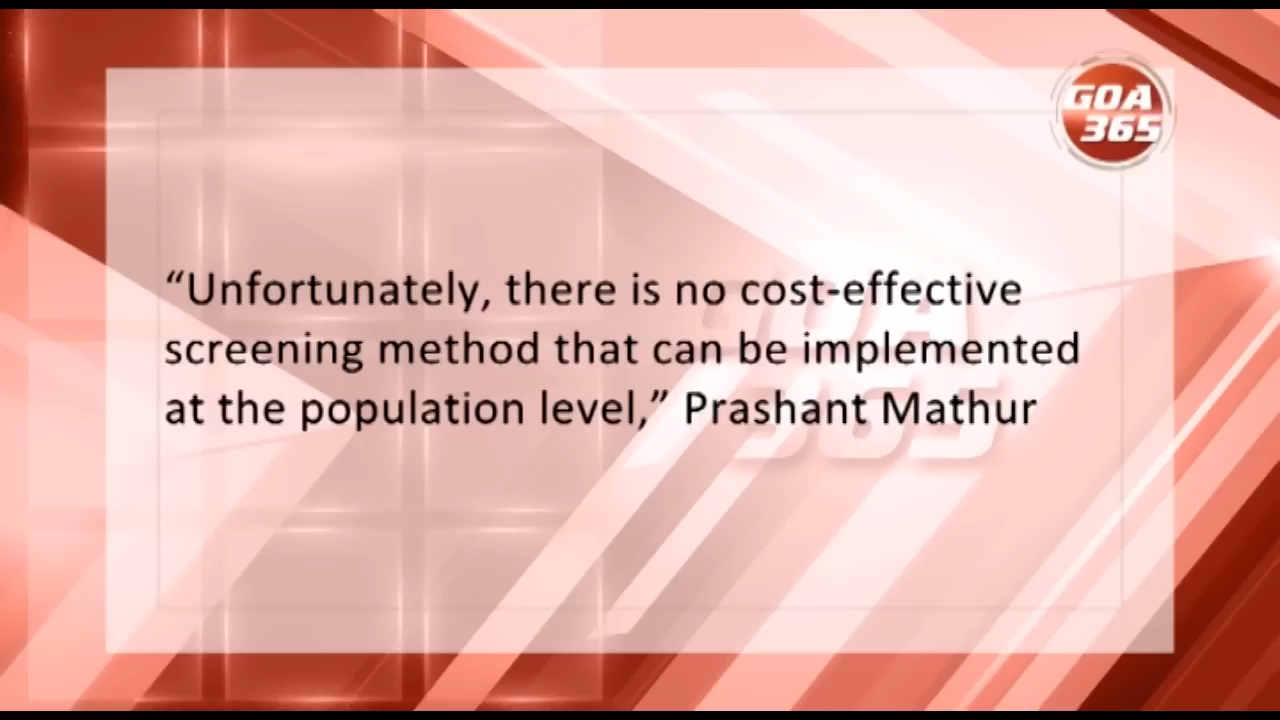 GOA
365
“Unfortunately, there is no cost-effective
screening method that can be implemented
at the population level,” Prashant Mathur